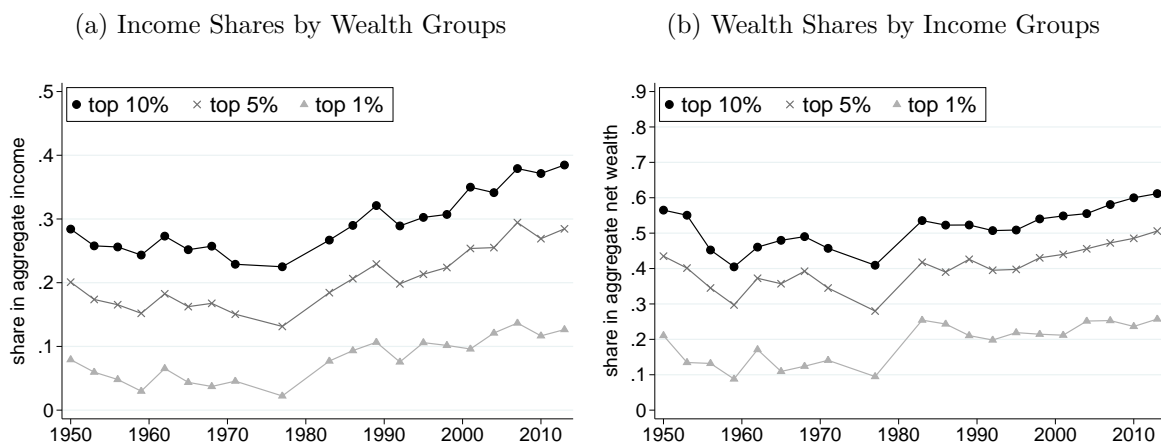 (a) Income Shares by Wealth Groups
share in aggregate income
.5
.4
.3
.2
.1
0
top 10% top 5% top 1%
1950 1960 1970 1980 1990 2000 2010
(b) Wealth Shares by Income Groups
share in aggregate net wealth
.9
.8
.7
.6
.5
.4
.3
.2
.1
0
top 10% top 5% top 1%
1950 1960 1970 1980 1990 2000 2010